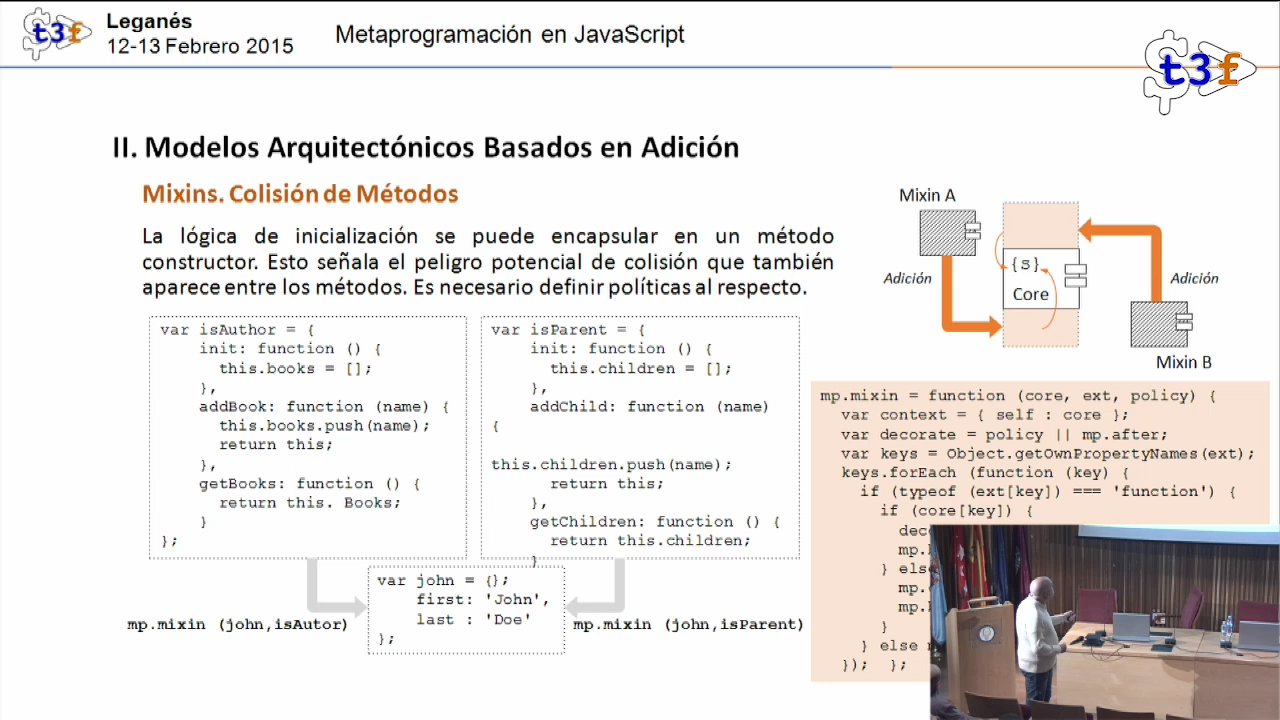 t3f
Leganés
12-13 Febrero 2015
Metaprogramación en JavaScript
t3f
II. Modelos Arquitectónicos Basados en Adición
Mixins. Colisión de Métodos
La lógica de inicialización se puede encapsular en un método
constructor. Esto señala el peligro potencial de colisión que también
aparece entre los métodos. Es necesario definir políticas al respecto.
Mixin A
Adición
{s}
Core
Adición
Mixin B
var isAuthor = {
init: function () {
this.books = [];
},
addBook: function (name) {
this.books.push(name);
return this;
},
getBooks: function () {
return this. Books;
}
};
var isParent = {
init: function () {
this.children = [];
},
addChild: function (name)
{
this.children.push(name);
return this;
},
getChildren: function () {
return this.children;
}
var john = {};
first: 'John',
last : 'Doe'
};
mp.mixin (john,isAutor)
mp.mixin (john,isParent)
mp.mixin = function (core, ext, policy) {
var context = { self : core };
var decorate = policy || mp.after;
var keys = Object.getOwnPropertyNames(ext);
keys.forEach (function (key) {
if (typeof (ext[key]) === 'function') {
if (core[key]) {
} else
}
} else
}); };